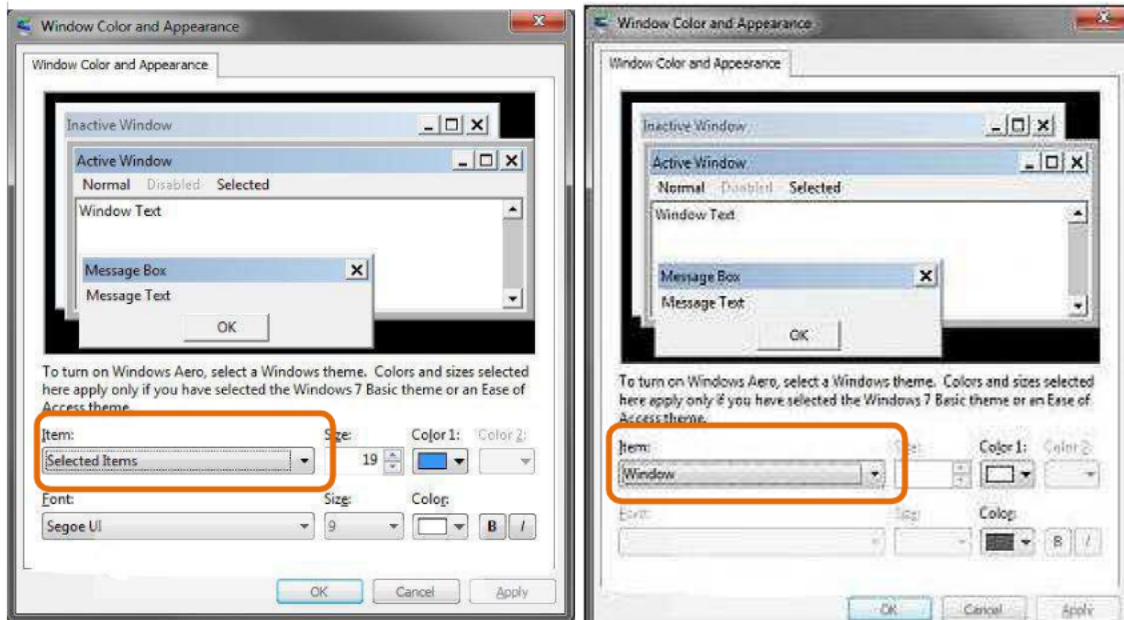 Window Color and Appearance
Window Color and Appearance
Inactive Window
Active Window
Normal Disabled Selected
Window Text
Message Box
Message Text
OK
To turn on Windows Aero, select a Windows theme. Colors and sizes selected
here apply only if you have selected the Windows 7 Basic theme or an Ease of
Access theme.
Item: Size: Color 1: Color 2:
Selected Items 19
Font: Size: Color:
Segoe UI 9 B I
OK Cancel Apply
Window Color and Appearance
Window Color and Appearance
Inactive Window
Active Window
Normal Disabled Selected
Window Text
Message Box
Message Text
OK
To turn on Windows Aero, select a Windows theme. Colors and sizes selected
here apply only if you have selected the Windows 7 Basic theme or an Ease of
Access theme.
Item: Size: Color 1: Color 2:
Window
Font: Size: Color:
B I
OK Cancel Apply